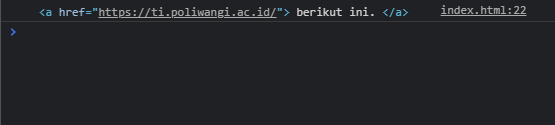 <a href="https://ti.poliwangi.ac.id/"> berikut ini. </a> index.html:22